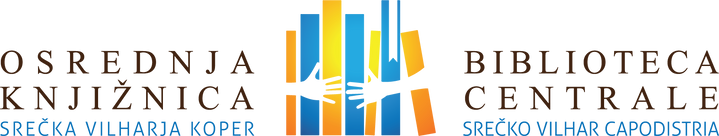 OSREDNJA
KNJIŽNICA
SREČKA VILHARJA KOPER
BIBLIOTECA
CENTRALE
SREČKO VILHAR CAPODISTRIA